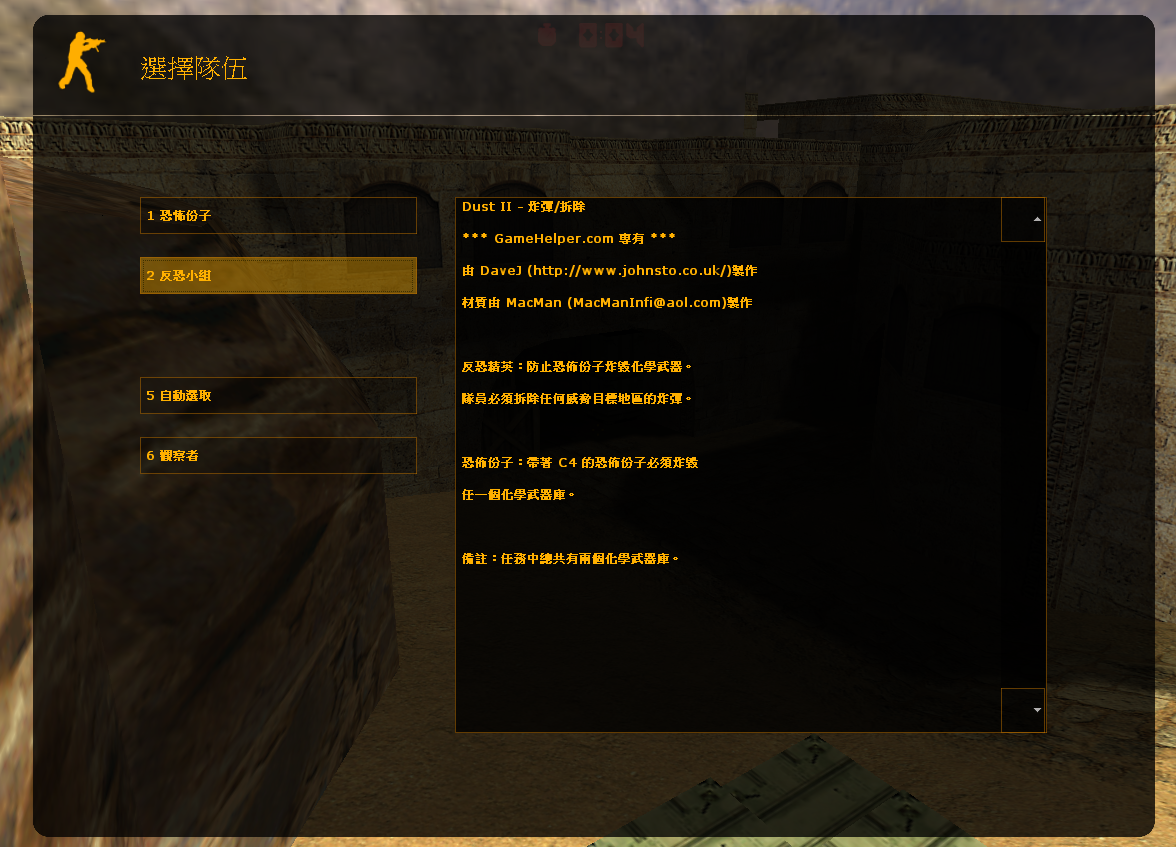 選擇隊伍
1 恐怖份子
2 反恐小組
5 自動選取
6 觀察者
Dust II - 炸彈/拆除
*** GameHelper.com 專有 ***
由 DaveJ (http://www.johnsto.co.uk/)製作
材質由 MacMan (MacManInfi@aol.com)製作
反恐精英：防止恐佈份子炸毀化學武器。
隊員必須拆除任何威脅目標地區的炸彈。
恐佈份子：帶著 C4 的恐佈份子必須炸毀
任一個化學武器庫。
備註：任務中總共有兩個化學武器庫。